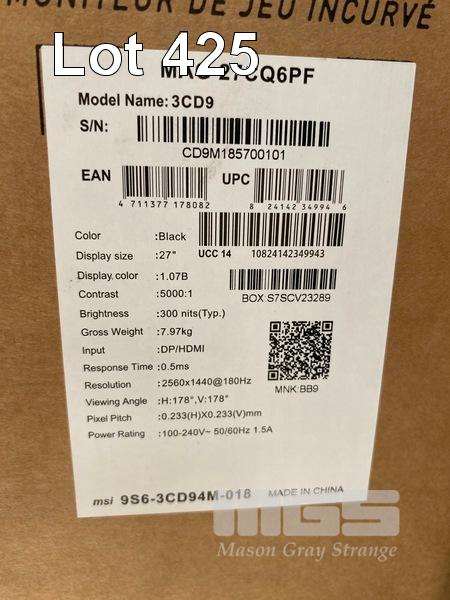 MONITEUR DE JEU INCURVÉ
Lot 425
27CQ6PF
Model Name: 3CD9
S/N:
CD9M185700101
EAN
UPC
4 711377 178082
8 24142 34994 6
Color :Black
UCC 14 10824142349943
Display size :27"
Display. color :1.07B
Contrast :5000:1
BOX:S7SCV23289
Brightness :300 nits(Typ.)
Gross Weight :7.97kg
Input :DP/HDMI
Response Time :0.5ms
Resolution :2560x1440@180Hz
MNK:BB9
Viewing Angle :H:178°,V:178°
Pixel Pitch :0.233(H)X0.233(V)mm
Power Rating :100-240V~ 50/60Hz 1.5A
msi 9S6-3CD94M-018 MADE IN CHINA
MGS
Mason Gray Strange